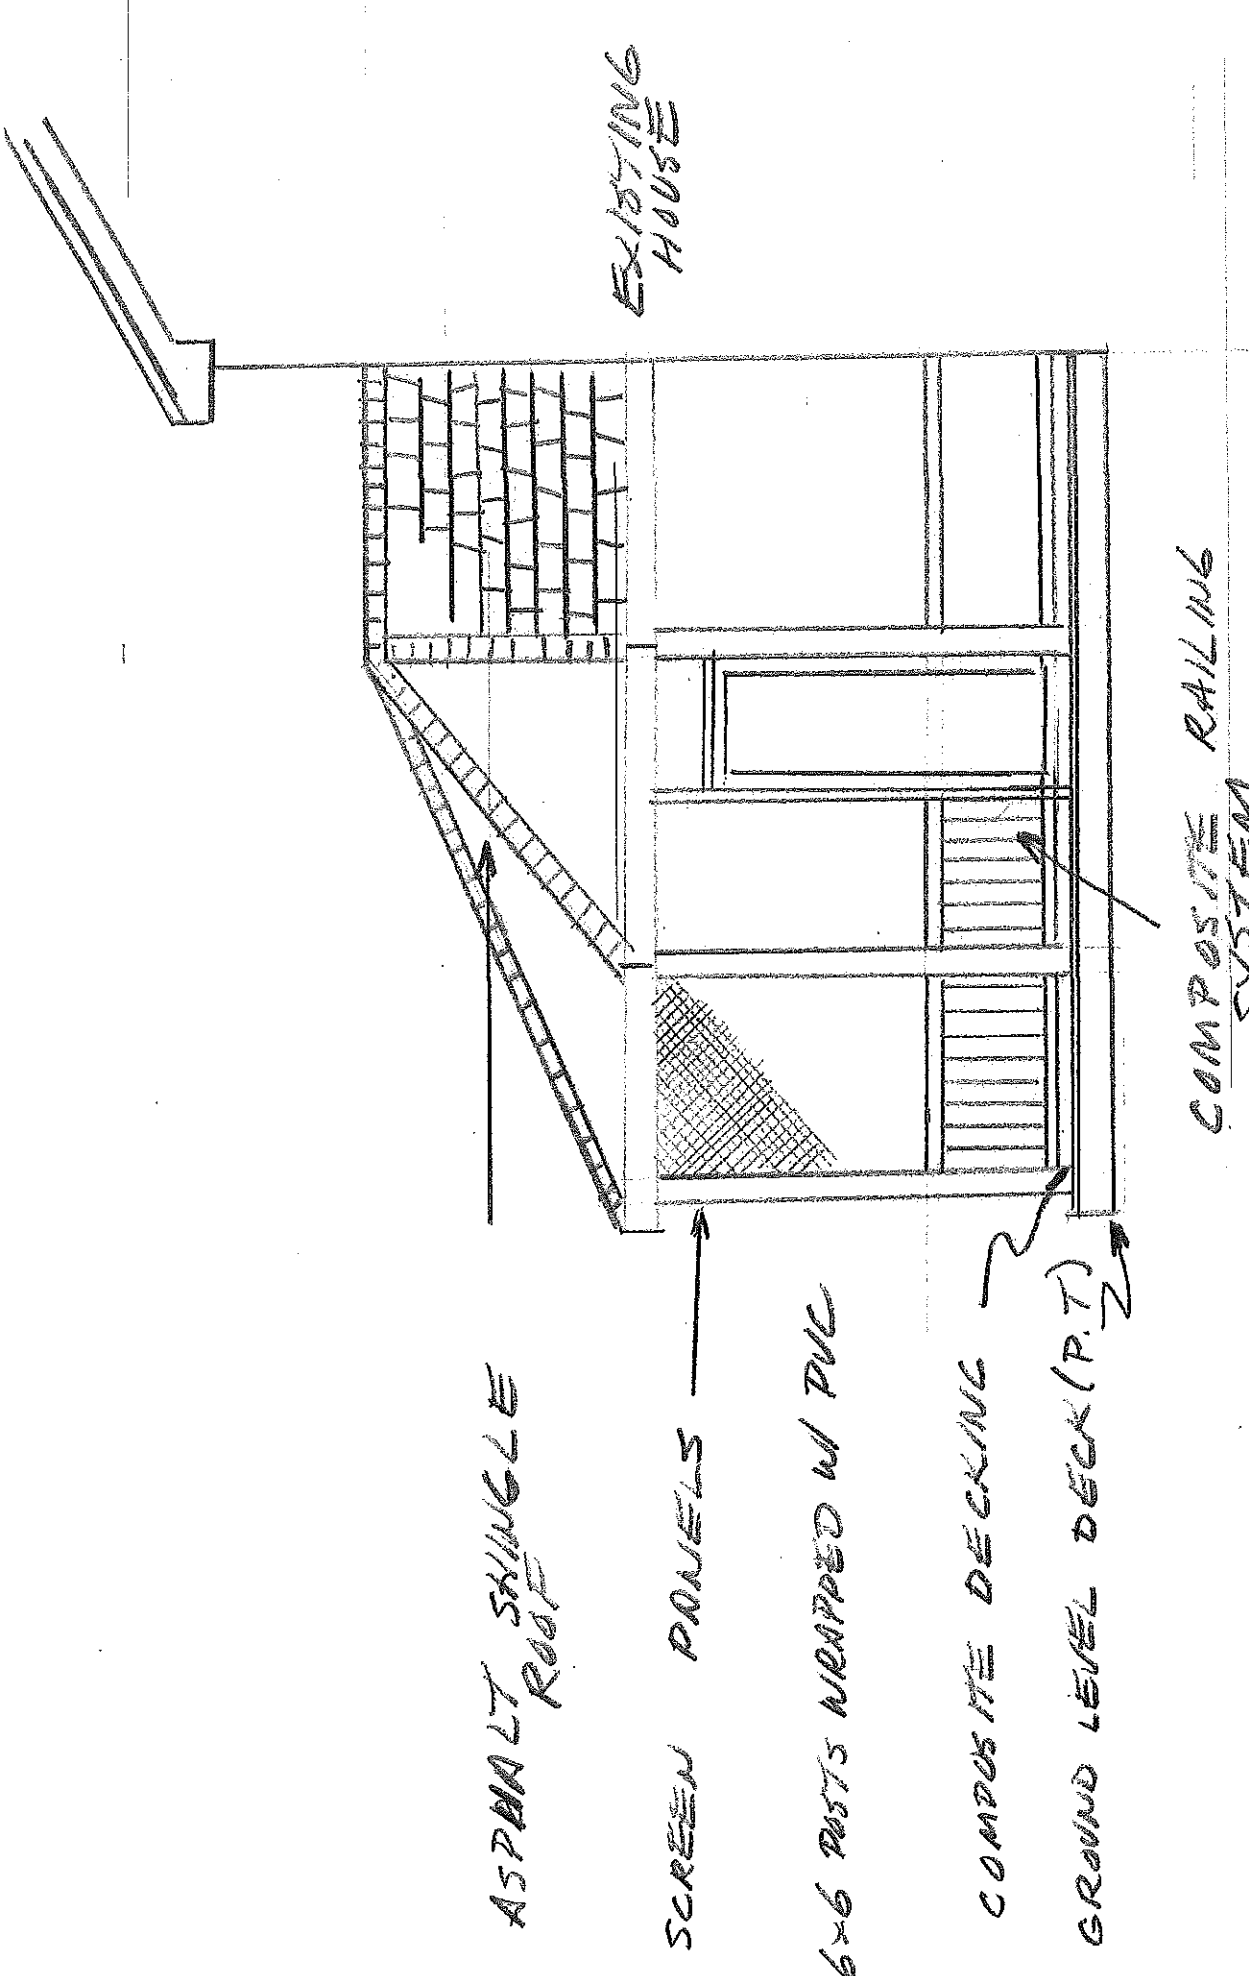 EXISTING
HOUSE
ASPHALT SHINGLE
ROOF
SCREEN PANELS
6x6 POSTS WRAPPED W/ PVC
COMPOSITE DECKING
GROUND LEVEL DECK (P.T)
COMPOSITE RAILING
SYSTEM